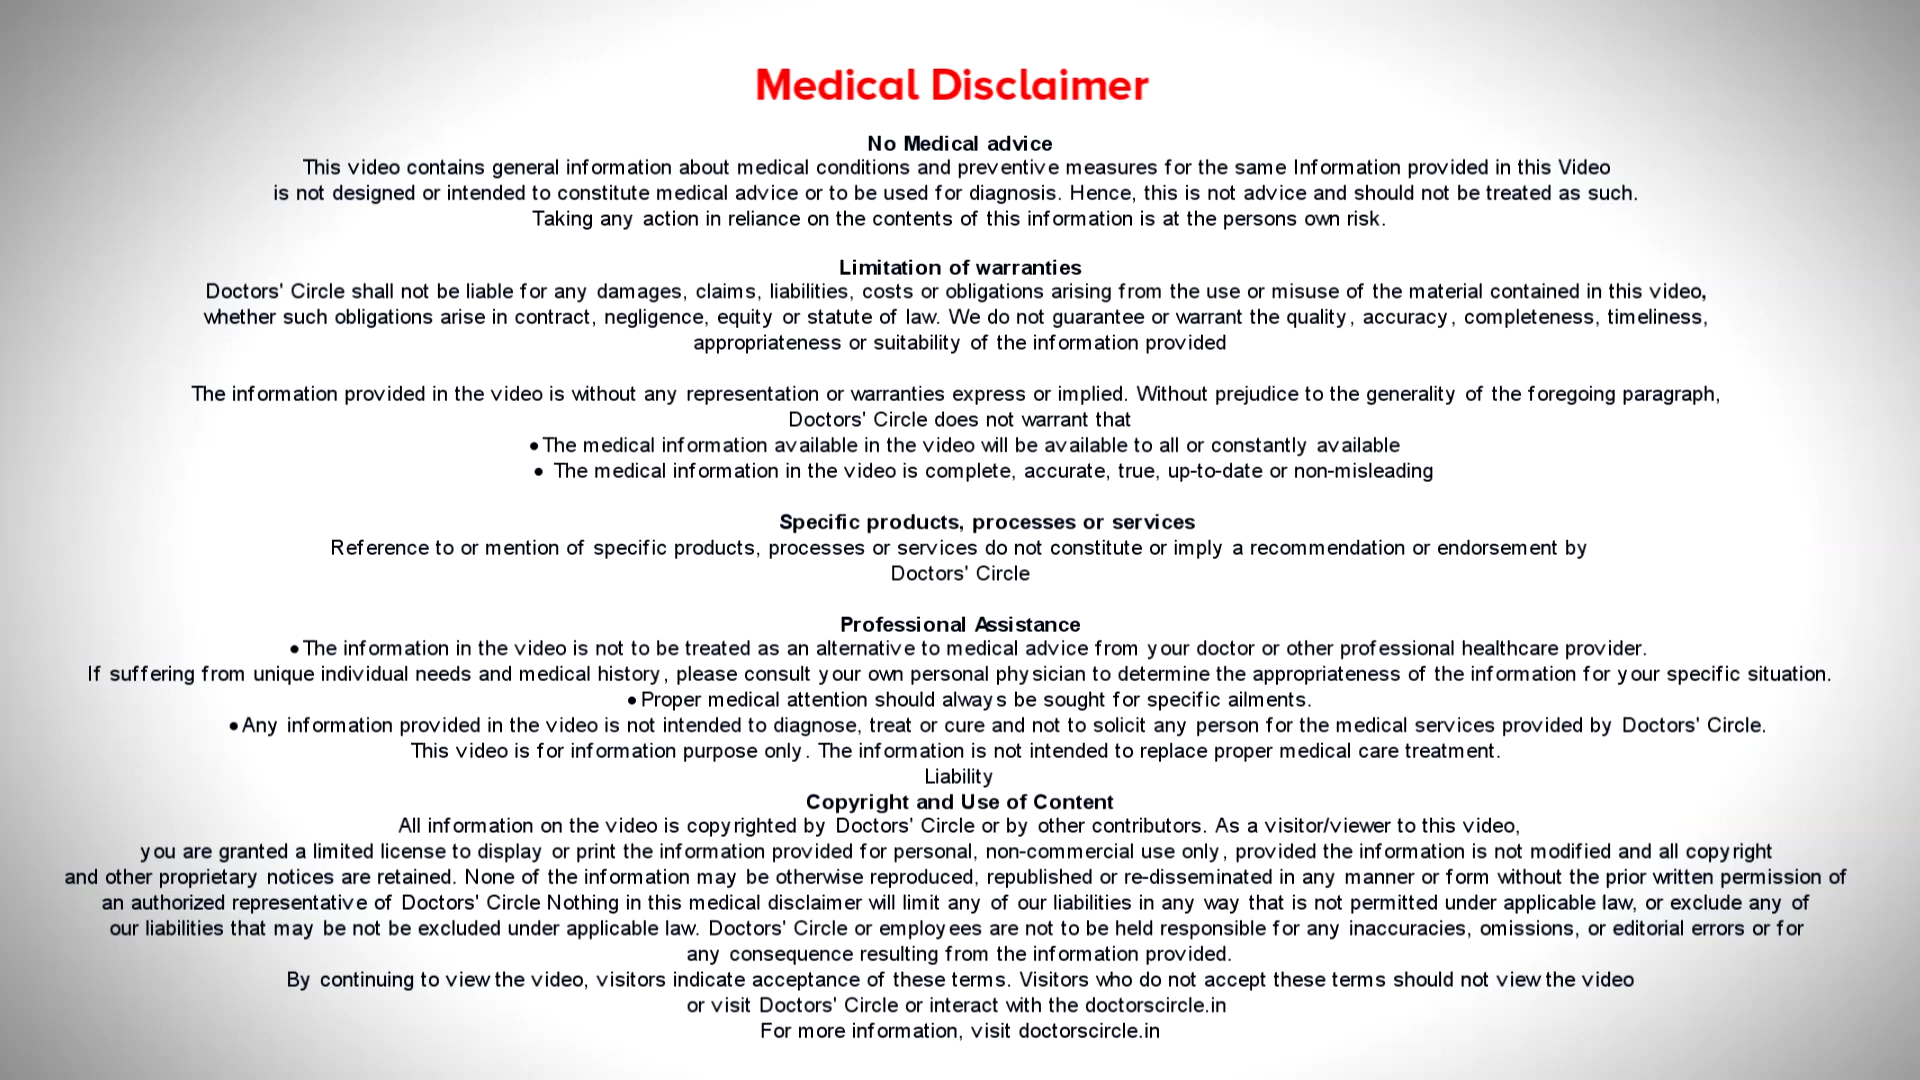 Medical Disclaimer
No Medical advice
This video contains general information about medical conditions and preventive measures for the same Information provided in this Video
is not designed or intended to constitute medical advice or to be used for diagnosis. Hence, this is not advice and should not be treated as such.
Taking any action in reliance on the contents of this information is at the persons own risk.
Limitation of warranties
Doctors' Circle shall not be liable for any damages, claims, liabilities, costs or obligations arising from the use or misuse of the material contained in this video,
whether such obligations arise in contract, negligence, equity or statute of law. We do not guarantee or warrant the quality, accuracy, completeness, timeliness,
appropriateness or suitability of the information provided
The information provided in the video is without any representation or warranties express or implied. Without prejudice to the generality of the foregoing paragraph,
Doctors' Circle does not warrant that
• The medical information available in the video will be available to all or constantly available
• The medical information in the video is complete, accurate, true, up-to-date or non-misleading
Specific products, processes or services
Reference to or mention of specific products, processes or services do not constitute or imply a recommendation or endorsement by
Doctors' Circle
Professional Assistance
• The information in the video is not to be treated as an alternative to medical advice from your doctor or other professional healthcare provider.
If suffering from unique individual needs and medical history, please consult your own personal physician to determine the appropriateness of the information for your specific situation.
• Proper medical attention should always be sought for specific ailments.
• Any information provided in the video is not intended to diagnose, treat or cure and not to solicit any person for the medical services provided by Doctors' Circle.
This video is for information purpose only. The information is not intended to replace proper medical care treatment.
Liability
Copyright and Use of Content
All information on the video is copyrighted by Doctors' Circle or by other contributors. As a visitor/viewer to this video,
you are granted a limited license to display or print the information provided for personal, non-commercial use only, provided the information is not modified and all copyright
and other proprietary notices are retained. None of the information may be otherwise reproduced, republished or re-disseminated in any manner or form without the prior written permission of
an authorized representative of Doctors' Circle Nothing in this medical disclaimer will limit any of our liabilities in any way that is not permitted under applicable law, or exclude any of
our liabilities that may be not be excluded under applicable law. Doctors' Circle or employees are not to be held responsible for any inaccuracies, omissions, or editorial errors or for
any consequence resulting from the information provided.
By continuing to view the video, visitors indicate acceptance of these terms. Visitors who do not accept these terms should not view the video
or visit Doctors' Circle or interact with the doctorscircle.in
For more information, visit doctorscircle.in